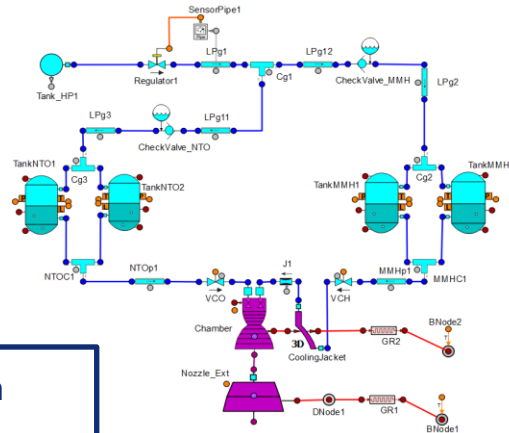 SensorPipe1
LPg1
Cg1
LPg12
CheckValve_MMH
Tank_HP1
Regulator1
LPg2
LPg3
LPg11
CheckValve_NTO
Cg3
Cg2
TankNTO1
TankNTO2
TankMMH1
TankMMH
NTOC1
NTOp1
VCO
J1
VCH
MMHp1
MMHC1
Chamber
3D
CoolingJacket
GR2
BNode2
Nozzle_Ext
DNode1
GR1
BNode1